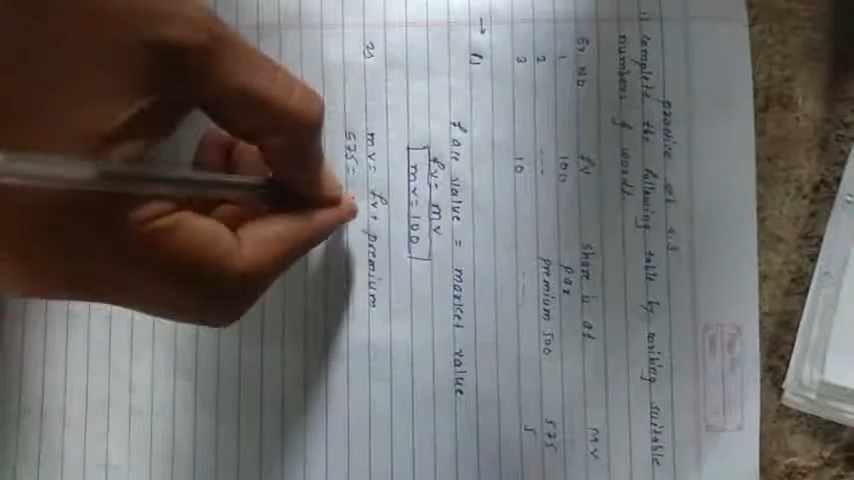 practice set 4.3
1) complete the following table by writing suitable
numbers & words.
Sr No FV Share is at MV
1 100 par
2 --- premium 500 575
3 10 ---- 5
→ 1) face value = market value
fv = mv
mv = 100
2) mv = fv + premium
575 =